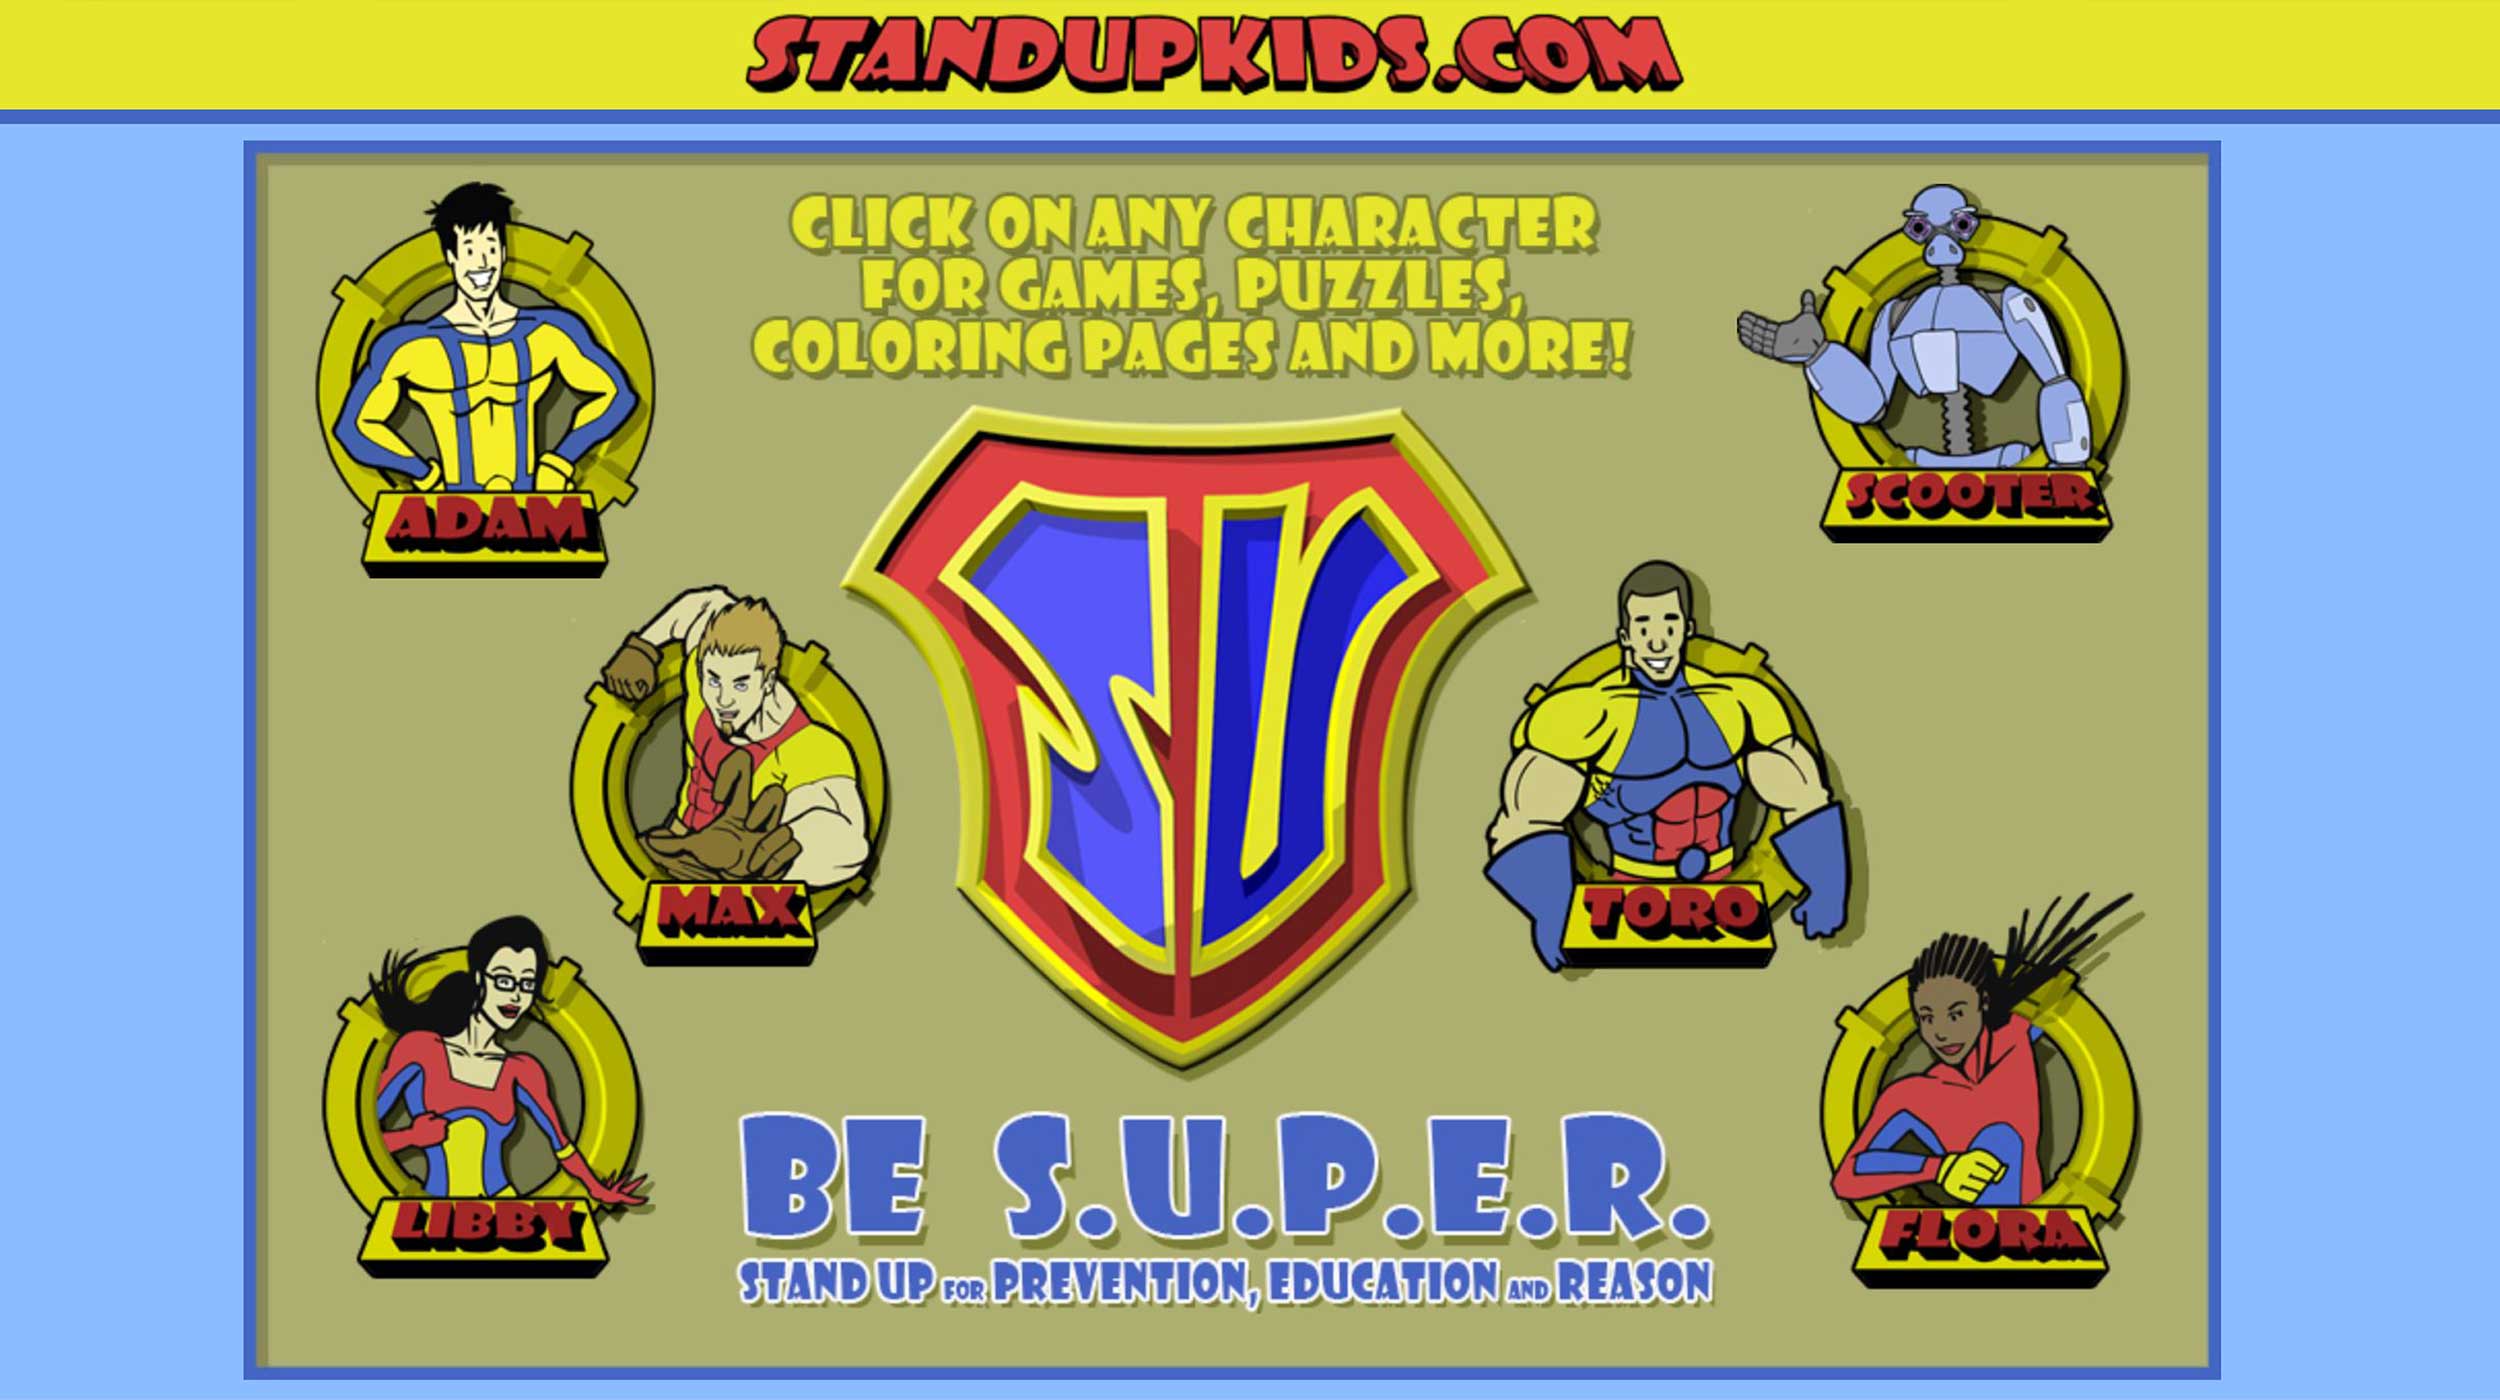 STANDUPKIDS.COM
CLICK ON ANY CHARACTER
FOR GAMES, PUZZLES,
COLORING PAGES AND MORE!
ADAM
SCOOTER
MAX
TORO
LIBBY
FLORA
BE S.U.P.E.R.
STAND UP FOR PREVENTION, EDUCATION AND REASON